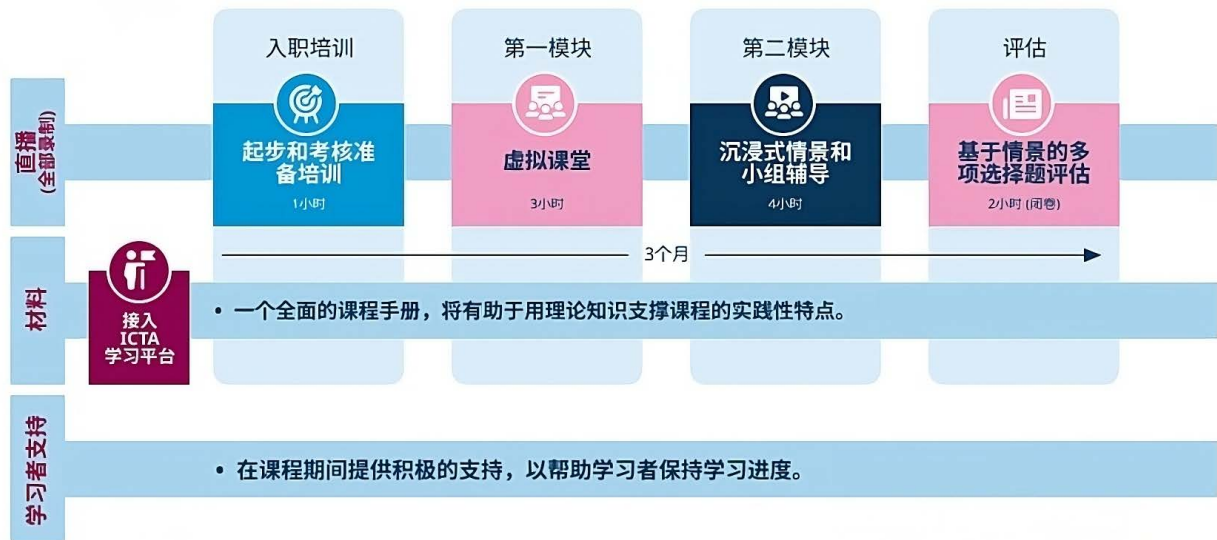 入职培训
第一模块
第二模块
评估
直播
(全部录制)
起步和考核准
备培训
1小时
虚拟课堂
3小时
沉浸式情景和
小组辅导
4小时
基于情景的多
项选择题评估
2小时 (闭卷)
3个月
材料
接入
ICTA
学习平台
• 一个全面的课程手册，将有助于用理论知识支撑课程的实践性特点。
学习者支持
• 在课程期间提供积极的支持，以帮助学习者保持学习进度。